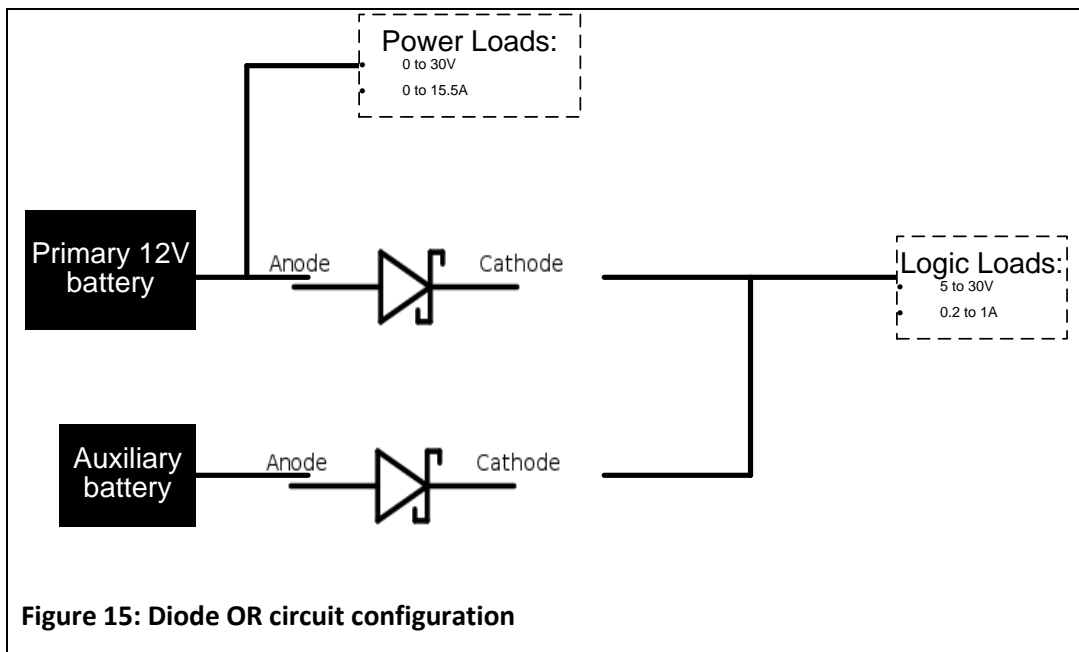 Power Loads:
• 0 to 30V
• 0 to 15.5A
Primary 12V
battery
Anode
Cathode
Logic Loads:
• 5 to 30V
• 0.2 to 1A
Auxiliary
battery
Anode
Cathode
Figure 15: Diode OR circuit configuration